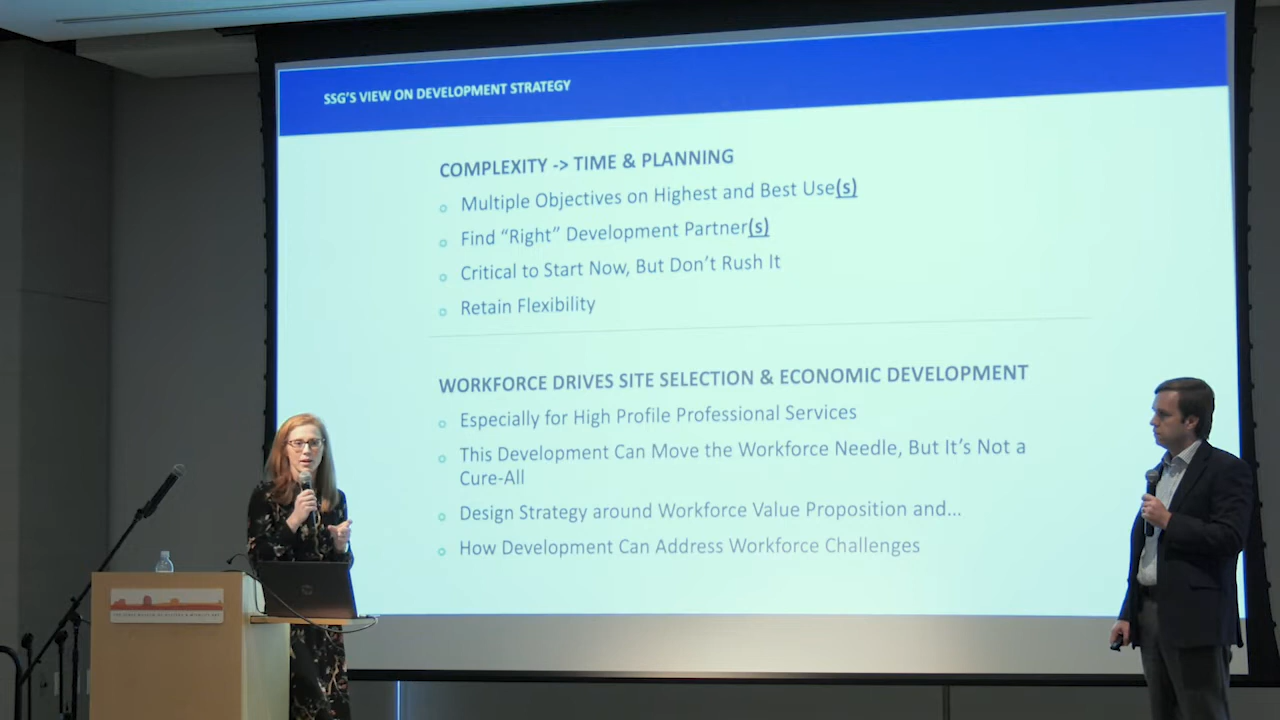 SSG'S VIEW ON DEVELOPMENT STRATEGY
COMPLEXITY -> TIME & PLANNING
Multiple Objectives on Highest and Best Use(s)
Find “Right” Development Partner(s)
Critical to Start Now, But Don't Rush It
Retain Flexibility
WORKFORCE DRIVES SITE SELECTION & ECONOMIC DEVELOPMENT
Especially for High Profile Professional Services
This Development Can Move the Workforce Needle, But It's Not a
Cure-All
Design Strategy around Workforce Value Proposition and...
How Development Can Address Workforce Challenges